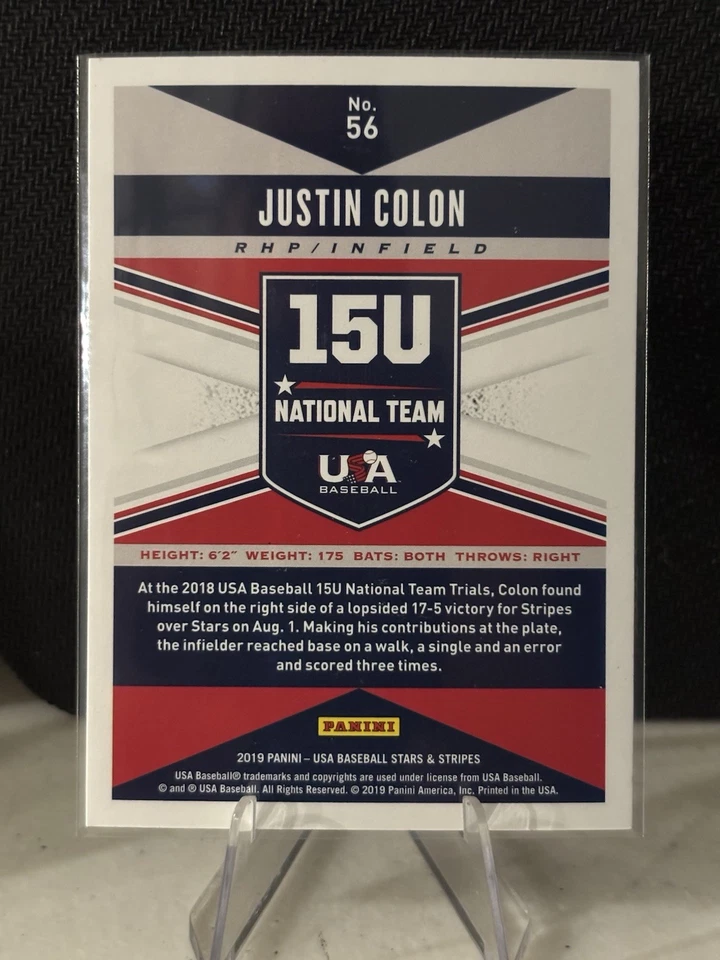 No.
56
JUSTIN COLON
RHP/INFIELD
15U
NATIONAL TEAM
USA
BASEBALL
HEIGHT: 6'2" WEIGHT: 175 BATS: BOTH THROWS: RIGHT
At the 2018 USA Baseball 15U National Team Trials, Colon found
himself on the right side of a lopsided 17-5 victory for Stripes
over Stars on Aug. 1. Making his contributions at the plate,
the infielder reached base on a walk, a single and an error
and scored three times.
PANINI
2019 PANINI – USA BASEBALL STARS & STRIPES
USA Baseball® trademarks and copyrights are used under license from USA Baseball.
© and ® USA Baseball. All Rights Reserved. © 2019 Panini America, Inc. Printed in the USA.